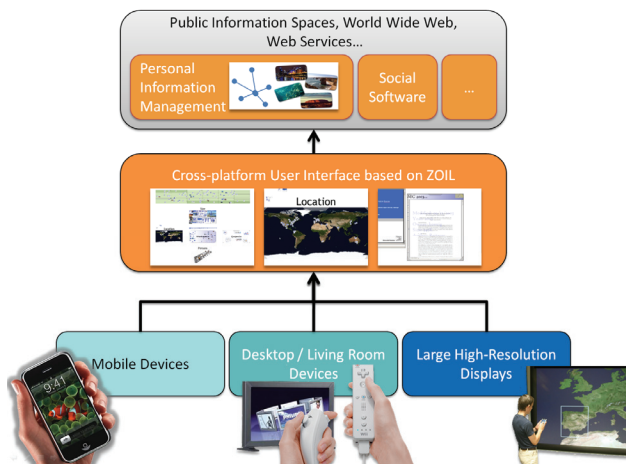 Public Information Spaces, World Wide Web,
Web Services…
Personal
Information
Management
Social
Software
...
Cross-platform User Interface based on ZOIL
Location
Mobile Devices
Desktop / Living Room
Devices
Large High-Resolution
Displays
9:41